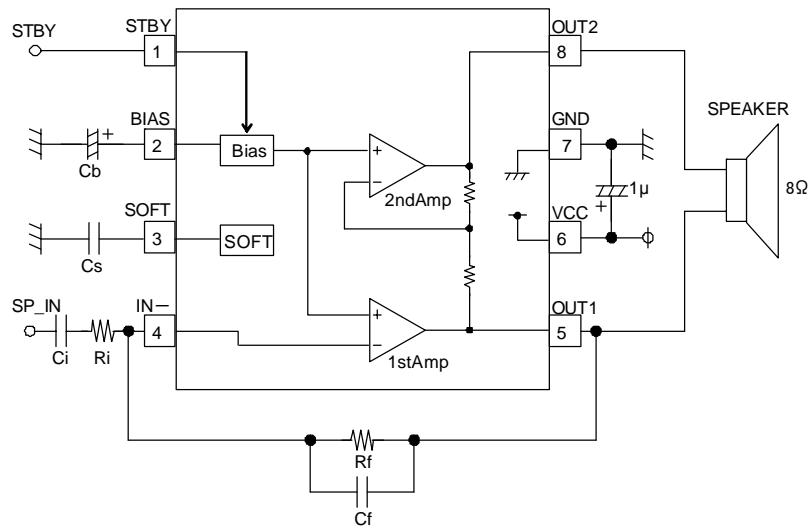 STBY
STBY
1
OUT2
8
SPEAKER
BIAS
2
+
Cb
Bias
+
−
2ndAmp
GND
7
1μ
+
8Ω
SOFT
3
Cs
SOFT
VCC
6
SP_IN
Ci
Ri
IN−
4
+
−
1stAmp
OUT1
5
Rf
Cf